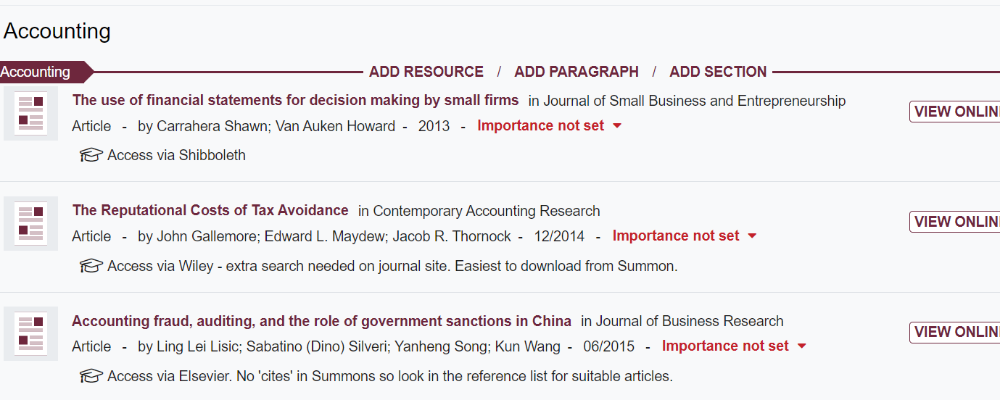 Accounting
Accounting ADD RESOURCE / ADD PARAGRAPH / ADD SECTION
The use of financial statements for decision making by small firms in Journal of Small Business and Entrepreneurship
VIEW ONLIN
Article - by Carrahera Shawn; Van Auken Howard - 2013 - Importance not set
Access via Shibboleth
The Reputational Costs of Tax Avoidance in Contemporary Accounting Research
VIEW ONLIN
Article - by John Gallemore; Edward L. Maydew; Jacob R. Thornock - 12/2014 - Importance not set
Access via Wiley - extra search needed on journal site. Easiest to download from Summon.
Accounting fraud, auditing, and the role of government sanctions in China in Journal of Business Research
VIEW ONLIN
Article - by Ling Lei Lisic; Sabatino (Dino) Silveri; Yanheng Song; Kun Wang - 06/2015 - Importance not set
Access via Elsevier. No 'cites' in Summons so look in the reference list for suitable articles.